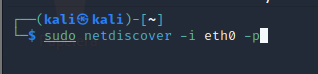 ┌──(kali㉿kali)-[~]
└─$ sudo netdiscover -i eth0 -p